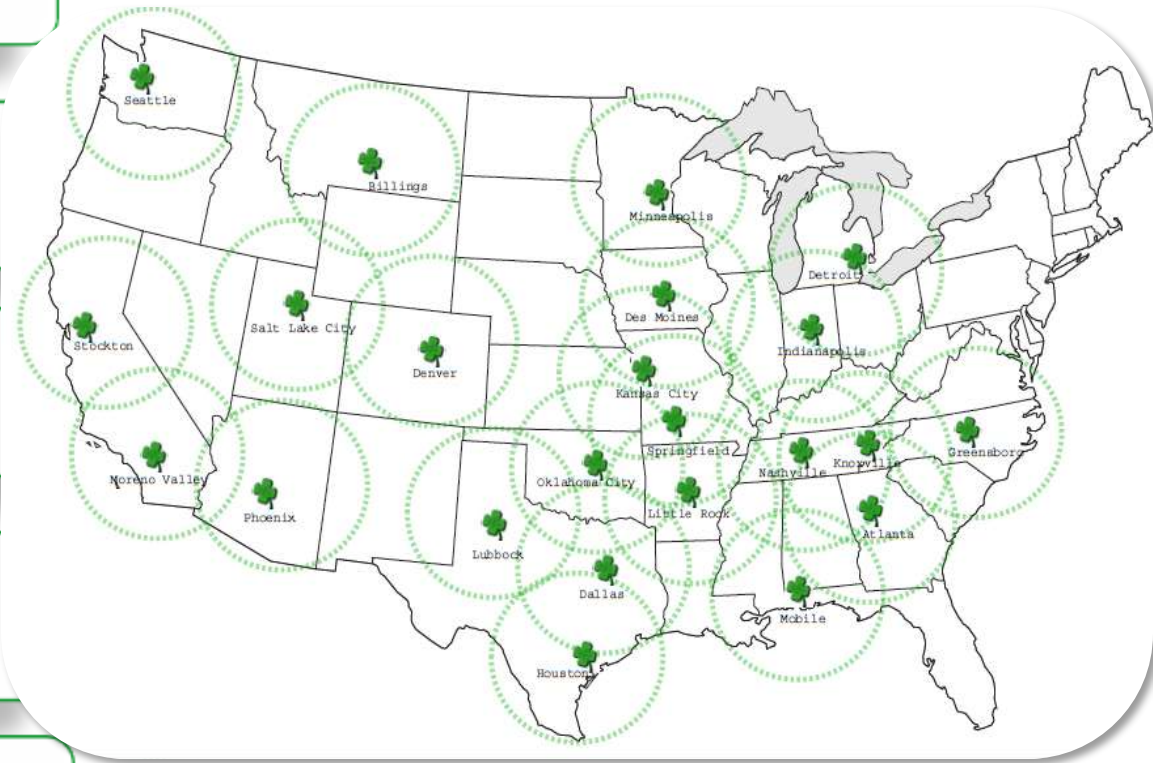 Seattle
Billings
Minneapolis
Detroit
Des Moines
Salt Lake City
Stockton
Indianapolis
Denver
Kansas City
Springfield
Greensboro
Knoxville
Nashville
Moreno Valley
Oklahoma City
Little Rock
Phoenix
Atlanta
Lubbock
Dallas
Mobile
Houston